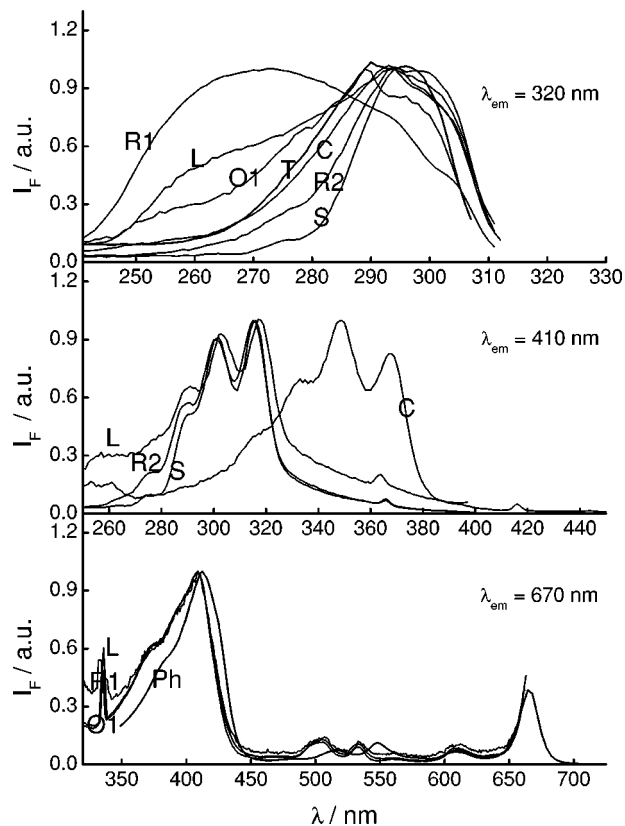 1.2
0.9
0.6
0.3
0.0
I_F / a.u.
R1
L
O1
T
C
R2
S
λ_em = 320 nm
250 260 270 280 290 300 310 320 330
1.2
0.9
0.6
0.3
0.0
I_F / a.u.
L
R2
S
C
λ_em = 410 nm
260 280 300 320 340 360 380 400 420 440
1.2
0.9
0.6
0.3
0.0
I_F / a.u.
L
R1
O1
Ph
λ_em = 670 nm
350 400 450 500 550 600 650 700
λ / nm